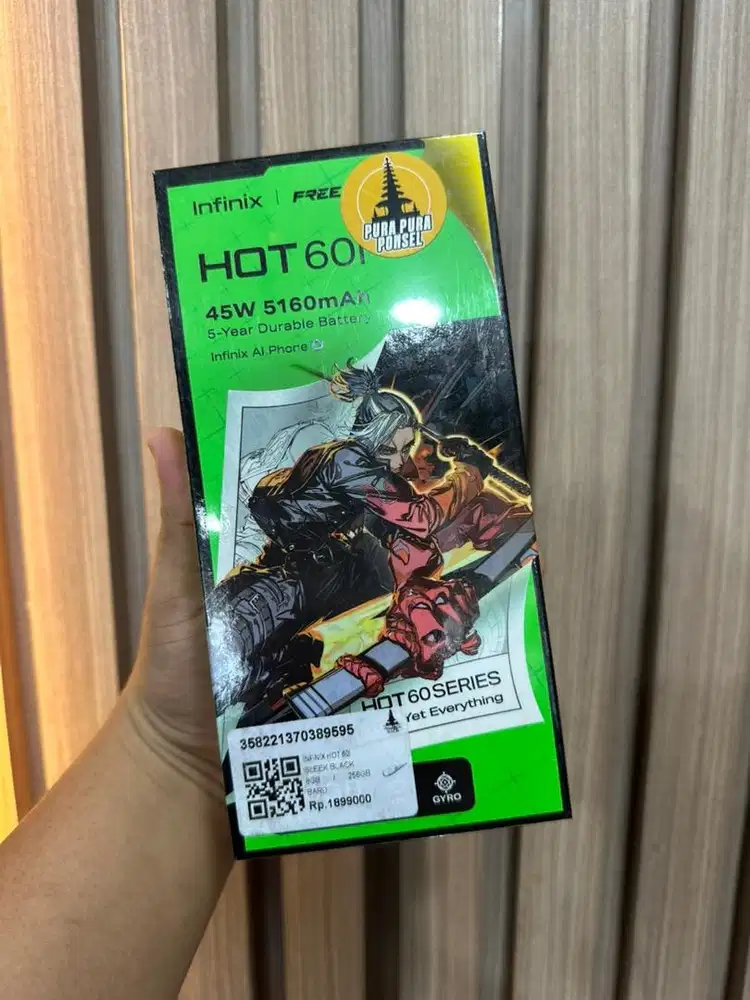 Infinix | FREE
PURA PURA
PONSEL
HOT 60i
45W 5160mAh
5-Year Durable Battery
Infinix AI Phone
HOT 60 SERIES
Yet Everything
358221370389595
INFINIX HOT 60I
SLEEK BLACK
8GB / 256GB
BARU
Rp.1899000
GYRO